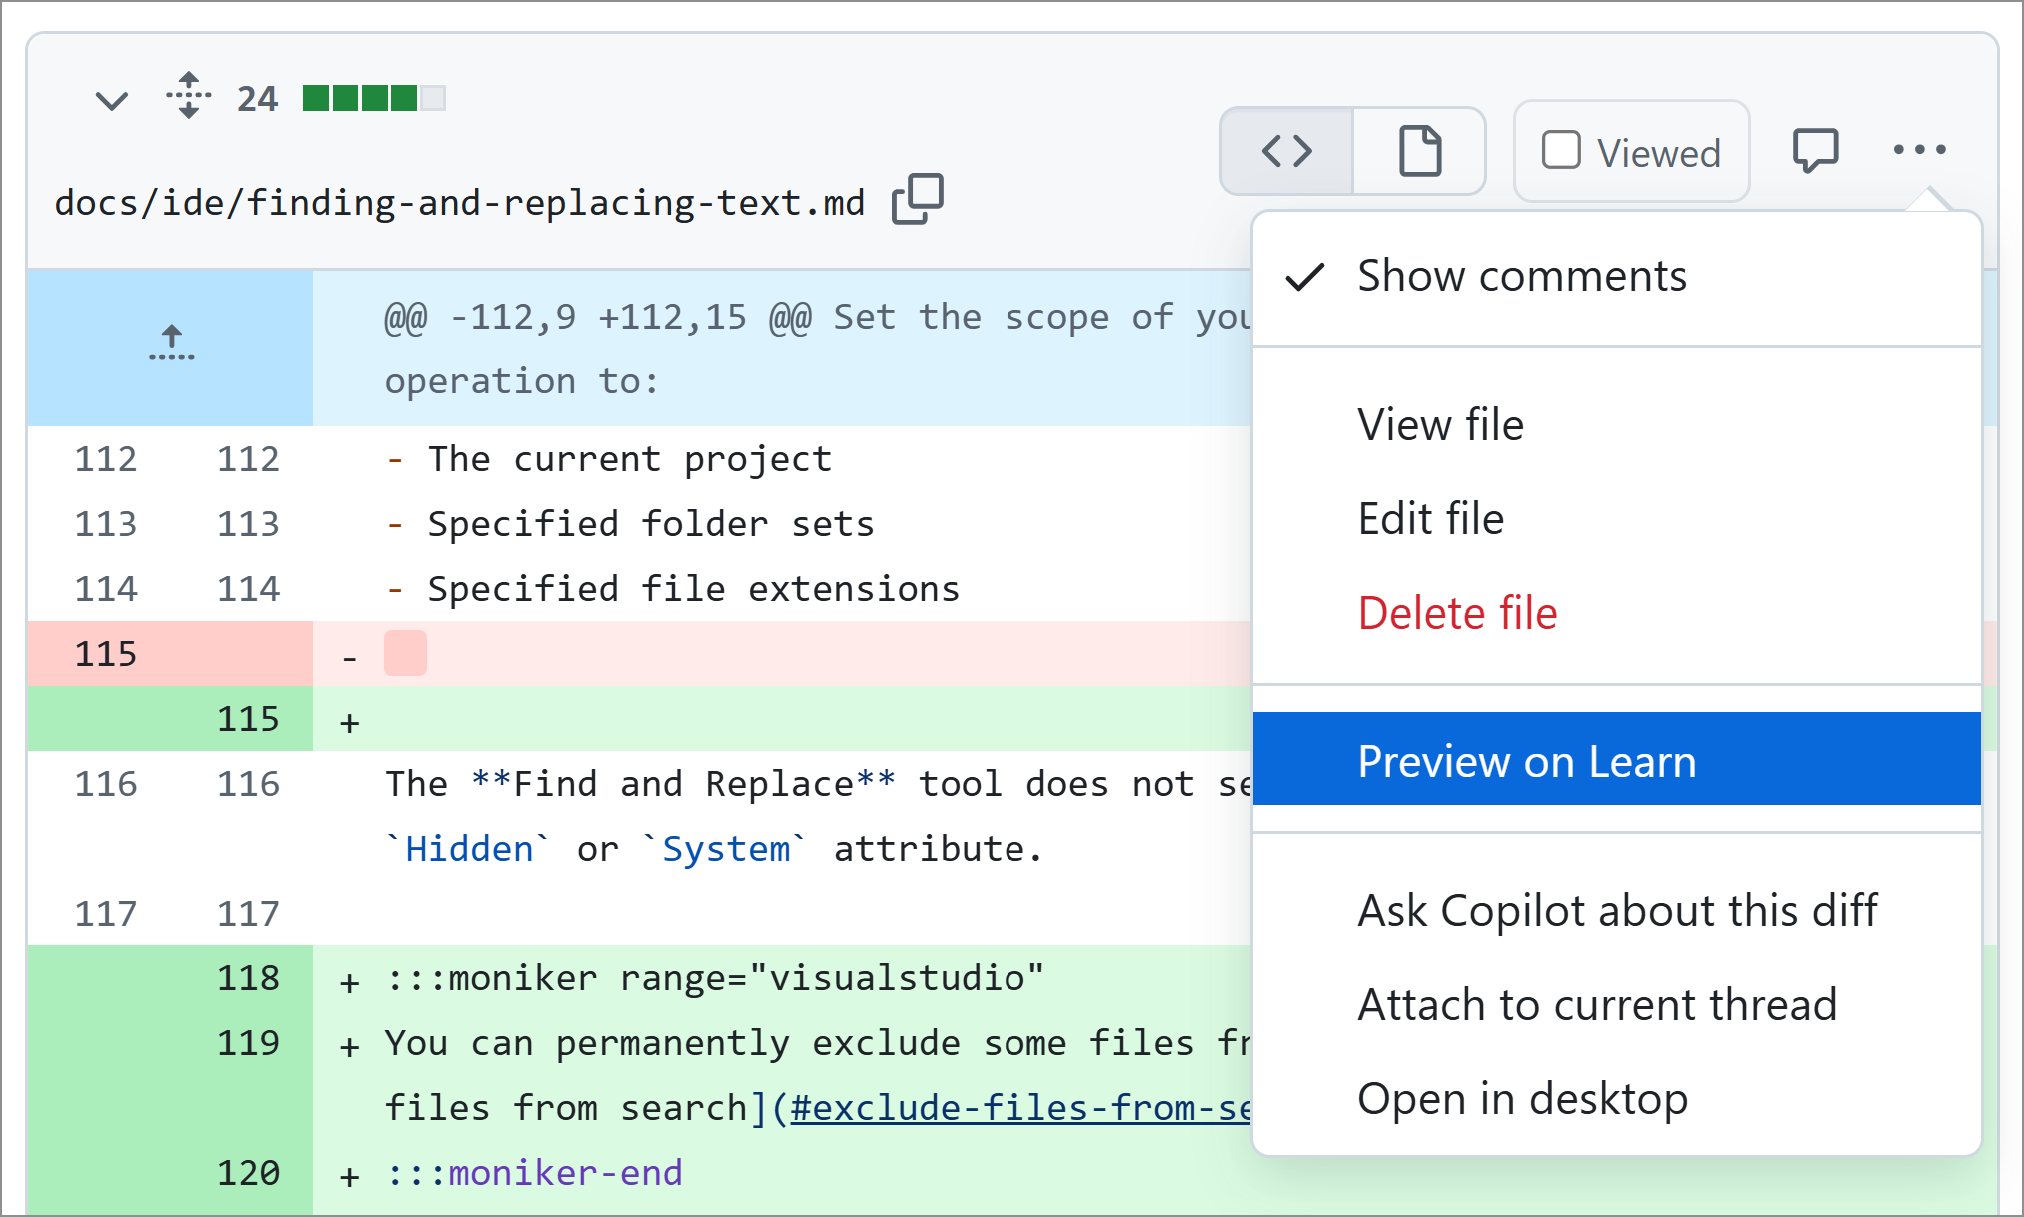 24
docs/ide/finding-and-replacing-text.md
Viewed
@@ -112,9 +112,15 @@ Set the scope of you
operation to:
112 112 - The current project
113 113 - Specified folder sets
114 114 - Specified file extensions
115 -
115 +
116 116 The **Find and Replace** tool does not se
`Hidden` or `System` attribute.
117 117
118 + :::moniker range="visualstudio"
119 + You can permanently exclude some files fr
files from search](#exclude-files-from-se
120 + :::moniker-end
Show comments
View file
Edit file
Delete file
Preview on Learn
Ask Copilot about this diff
Attach to current thread
Open in desktop